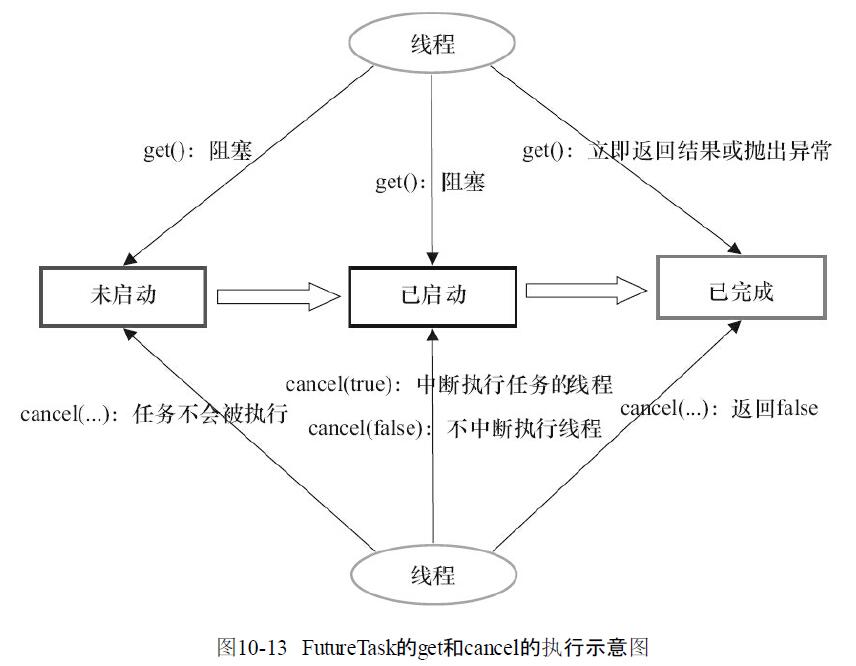 线程
get()：阻塞
get()：阻塞
get()：立即返回结果或抛出异常
未启动
已启动
已完成
cancel(...)：任务不会被执行
cancel(true)：中断执行任务的线程
cancel(false)：不中断执行线程
cancel(...)：返回false
线程
图10-13 FutureTask的get和cancel的执行示意图